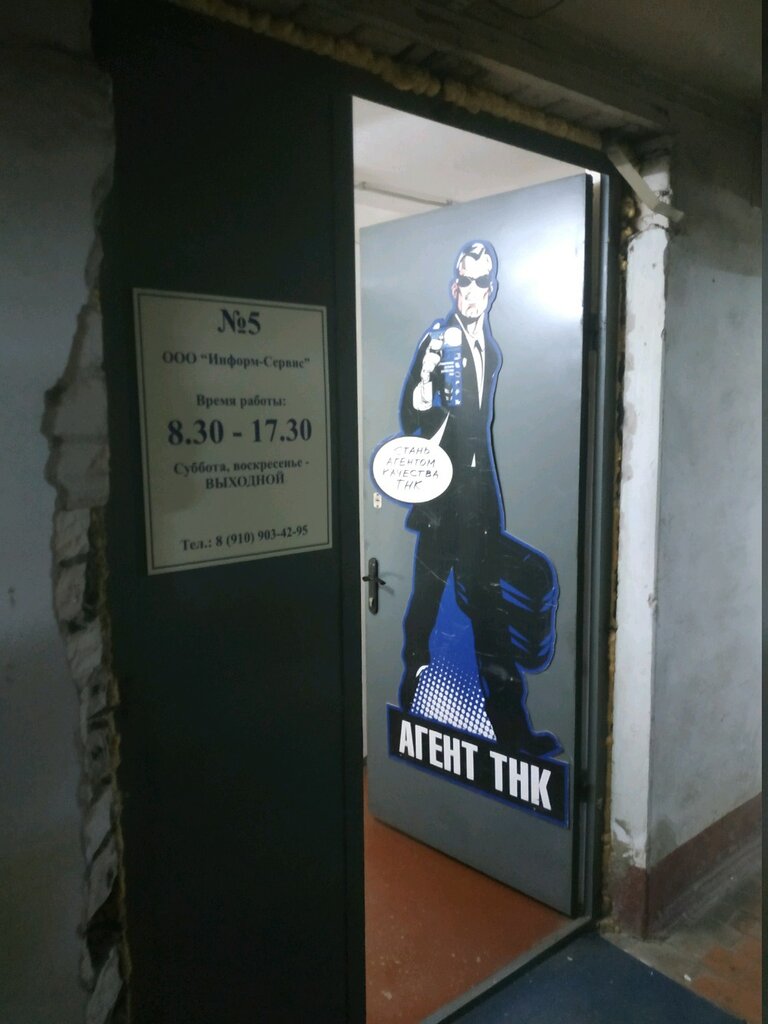 №5
ООО "Информ-Сервис"
Время работы:
8.30 - 17.30
Суббота, воскресенье -
ВЫХОДНОЙ
Тел.: 8 (910) 903-42-95
СТАНЬ
АГЕНТОМ
КАЧЕСТВА
ТНК
АГЕНТ ТНК